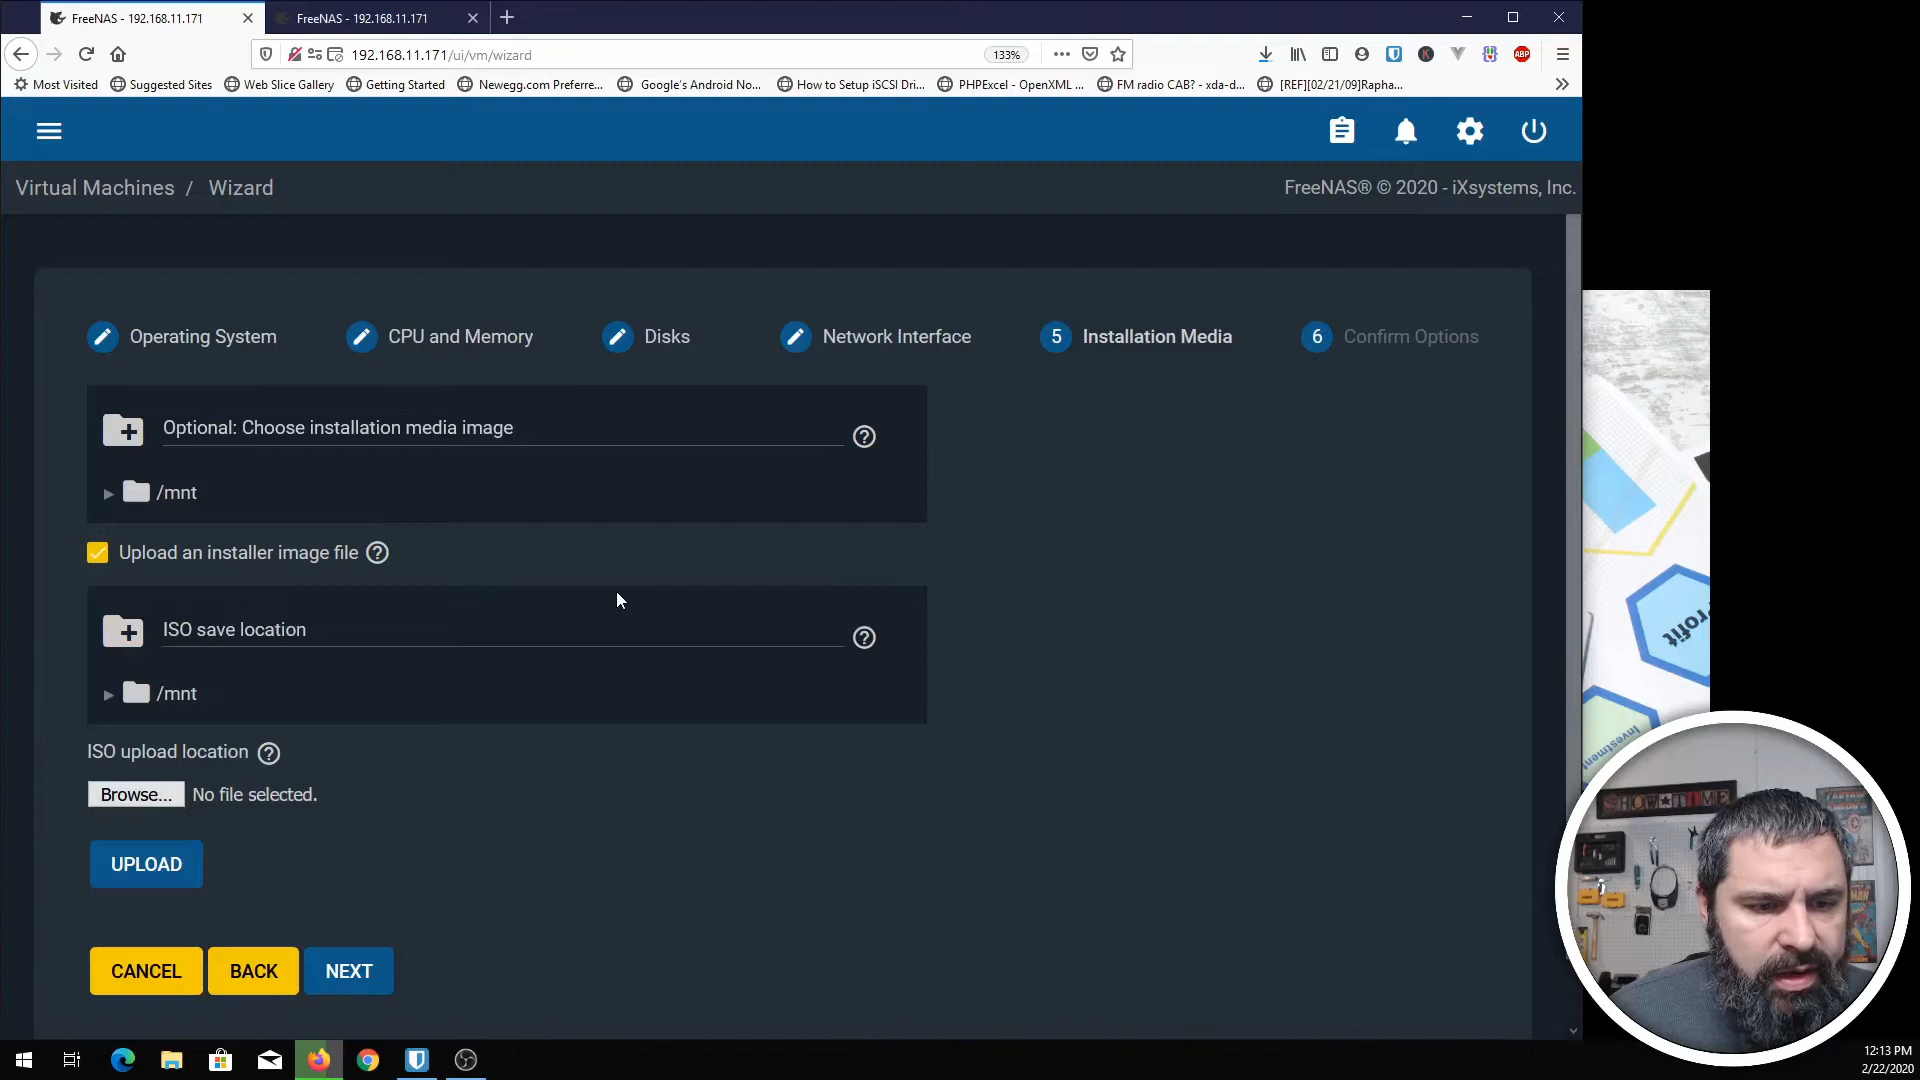 FreeNAS - 192.168.11.171
FreeNAS - 192.168.11.171
192.168.11.171/ui/vm/wizard
133%
ABP
Most Visited
Suggested Sites
Web Slice Gallery
Getting Started
Newegg.com Preferre...
Google's Android No...
How to Setup iSCSI Dri...
PHPExcel - OpenXML ...
FM radio CAB? - xda-d...
[REF][02/21/09]Rapha...
Virtual Machines / Wizard
FreeNAS® © 2020 - iXsystems, Inc.
Operating System
CPU and Memory
Disks
Network Interface
5 Installation Media
6 Confirm Options
Optional: Choose installation media image
/mnt
Upload an installer image file
ISO save location
/mnt
ISO upload location
Browse... No file selected.
UPLOAD
CANCEL
BACK
NEXT
Profit
Investment
SHOW★TIME
12:13 PM
2/22/2020